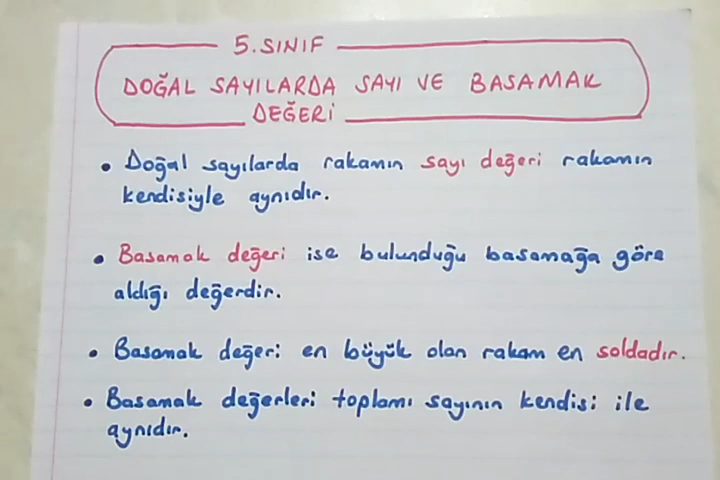 5. SINIF
DOĞAL SAYILARDA SAYI VE BASAMAK
DEĞERİ
• Doğal sayılarda rakamın sayı değeri rakamın
kendisiyle aynıdır.
• Basamak değeri ise bulunduğu basamağa göre
aldığı değerdir.
• Basamak değeri en büyük olan rakam en soldadır.
• Basamak değerleri toplamı sayının kendisi ile
aynıdır.